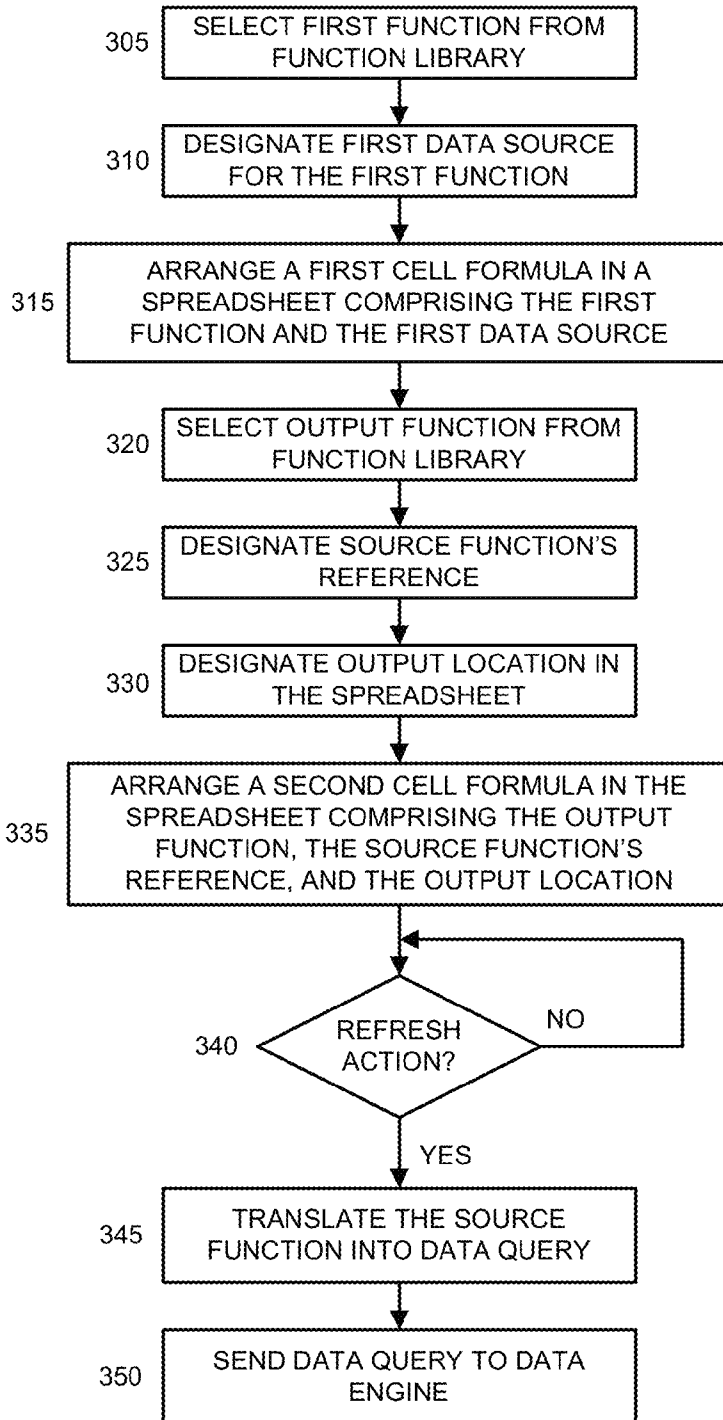 305
SELECT FIRST FUNCTION FROM
FUNCTION LIBRARY
310
DESIGNATE FIRST DATA SOURCE
FOR THE FIRST FUNCTION
315
ARRANGE A FIRST CELL FORMULA IN A
SPREADSHEET COMPRISING THE FIRST
FUNCTION AND THE FIRST DATA SOURCE
320
SELECT OUTPUT FUNCTION FROM
FUNCTION LIBRARY
325
DESIGNATE SOURCE FUNCTION'S
REFERENCE
330
DESIGNATE OUTPUT LOCATION IN
THE SPREADSHEET
335
ARRANGE A SECOND CELL FORMULA IN THE
SPREADSHEET COMPRISING THE OUTPUT
FUNCTION, THE SOURCE FUNCTION'S
REFERENCE, AND THE OUTPUT LOCATION
340
REFRESH
ACTION?
NO
YES
345
TRANSLATE THE SOURCE
FUNCTION INTO DATA QUERY
350
SEND DATA QUERY TO DATA
ENGINE